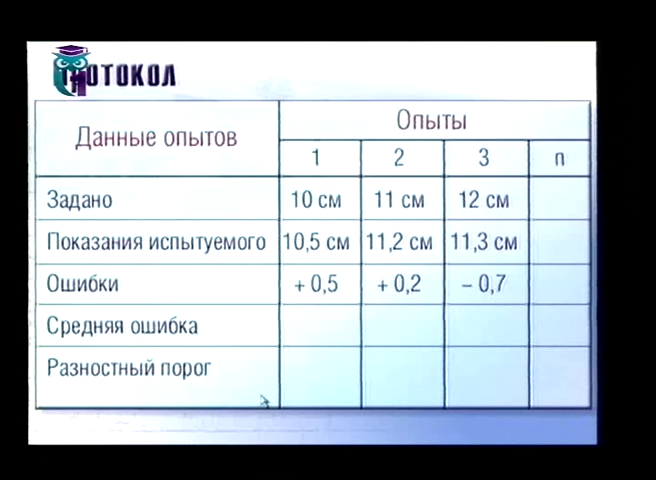 ПРОТОКОЛ
Данные опытов
Опыты
1 2 3 n
Задано 10 см 11 см 12 см
Показания испытуемого 10,5 см 11,2 см 11,3 см
Ошибки + 0,5 + 0,2 – 0,7
Средняя ошибка
Разностный порог